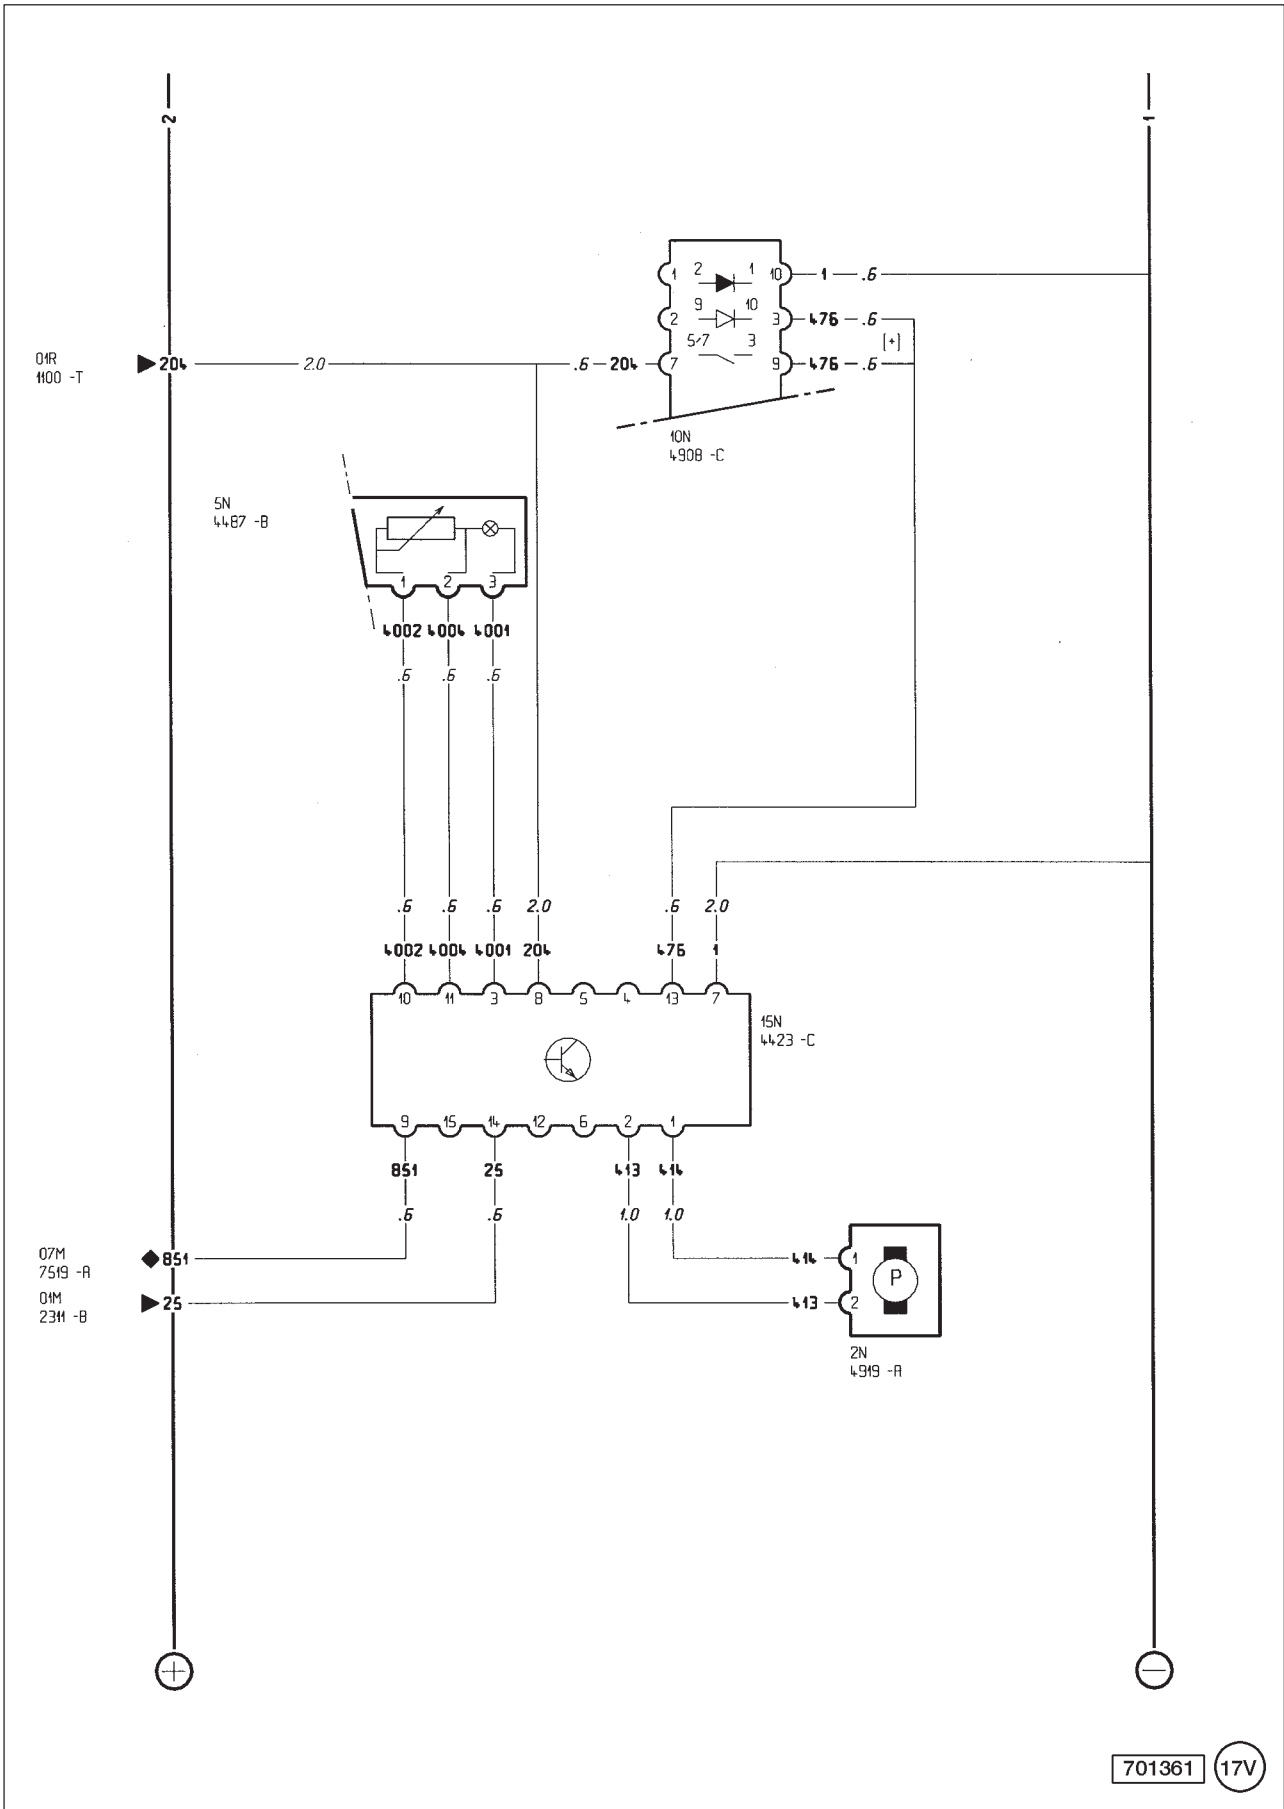 2
1
1 2 1 10 1 .6
2 9 10 3 476 .6
[+]
5/7 3
01R
1100 -T
204 2.0 .6 204 7 9 476 .6
10N
4908 -C
5N
4487 -B
1 2 3
4002 4004 4001
.6 .6 .6
.6 .6 .6 2.0 .6 2.0
4002 4004 4001 204 476 1
10 11 3 8 5 4 13 7
15N
4423 -C
9 15 14 12 6 2 1
851 25 413 414
.6 .6 1.0 1.0
07M
7519 -A
851 414 1
P
01M
2311 -B
25 413 2
2N
4919 -A
+
−
701361 17V